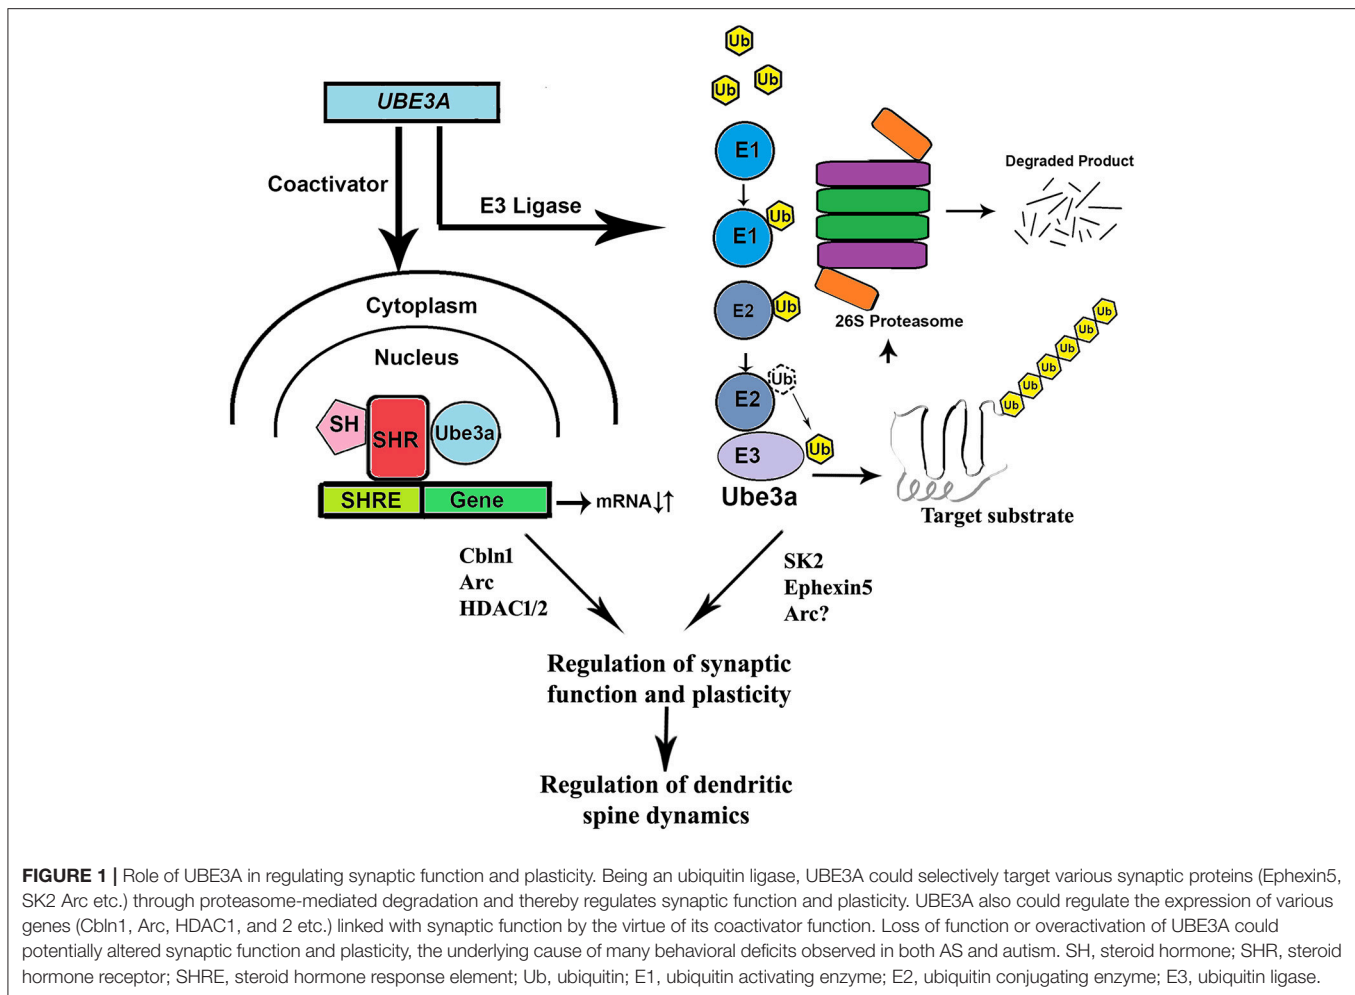 UBE3A
Coactivator
E3 Ligase
Cytoplasm
Nucleus
SH
SHR
Ube3a
SHRE
Gene
mRNA↓↑
Cbln1
Arc
HDAC1/2
Ub
Ub
Ub
E1
E1
Ub
E2
Ub
E2
Ub
E3
Ub
Ube3a
26S Proteasome
Degraded Product
Ub
Ub
Ub
Ub
Ub
Ub
Target substrate
SK2
Ephexin5
Arc?
Regulation of synaptic
function and plasticity
Regulation of dendritic
spine dynamics
FIGURE 1 | Role of UBE3A in regulating synaptic function and plasticity. Being an ubiquitin ligase, UBE3A could selectively target various synaptic proteins (Ephexin5,
SK2 Arc etc.) through proteasome-mediated degradation and thereby regulates synaptic function and plasticity. UBE3A also could regulate the expression of various
genes (Cbln1, Arc, HDAC1, and 2 etc.) linked with synaptic function by the virtue of its coactivator function. Loss of function or overactivation of UBE3A could
potentially altered synaptic function and plasticity, the underlying cause of many behavioral deficits observed in both AS and autism. SH, steroid hormone; SHR, steroid
hormone receptor; SHRE, steroid hormone response element; Ub, ubiquitin; E1, ubiquitin activating enzyme; E2, ubiquitin conjugating enzyme; E3, ubiquitin ligase.